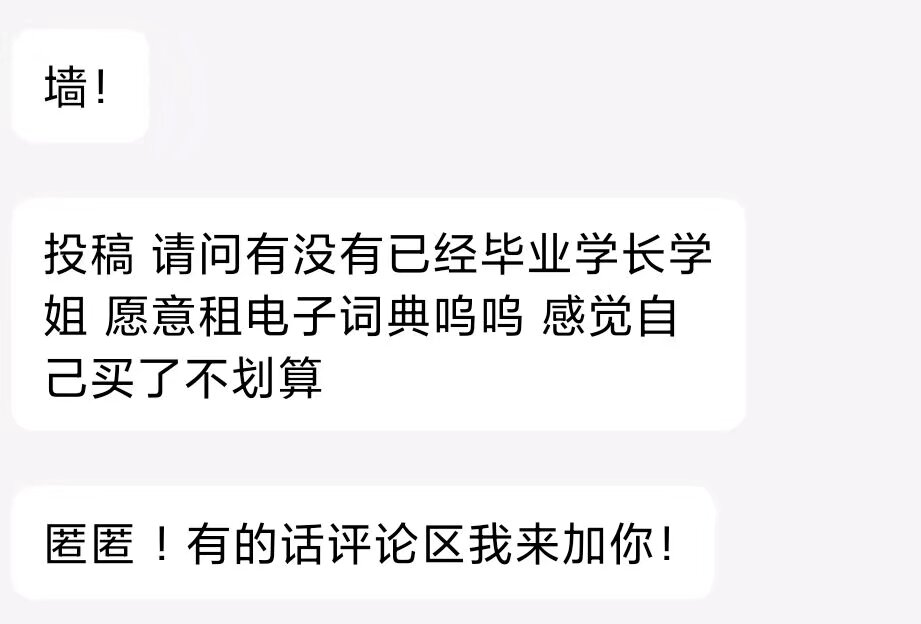 墙！
投稿 请问有没有已经毕业学长学
姐 愿意租电子词典呜呜 感觉自
己买了不划算
匿匿 ！有的话评论区我来加你！